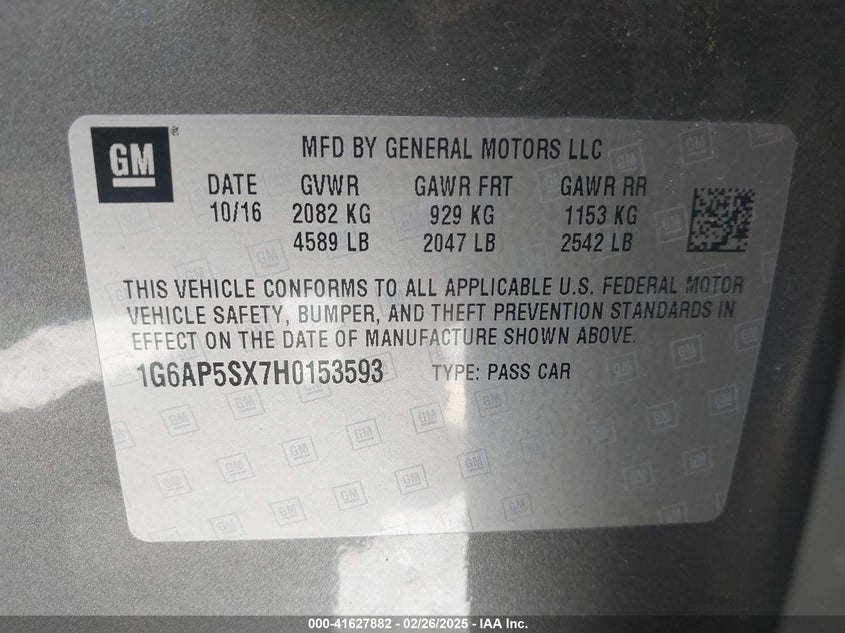 GM
MFD BY GENERAL MOTORS LLC
DATE GVWR GAWR FRT GAWR RR
10/16 2082 KG 929 KG 1153 KG
4589 LB 2047 LB 2542 LB
THIS VEHICLE CONFORMS TO ALL APPLICABLE U.S. FEDERAL MOTOR
VEHICLE SAFETY, BUMPER, AND THEFT PREVENTION STANDARDS IN
EFFECT ON THE DATE OF MANUFACTURE SHOWN ABOVE.
1G6AP5SX7H0153593 TYPE: PASS CAR
000-41627882 - 02/26/2025 - IAA Inc.